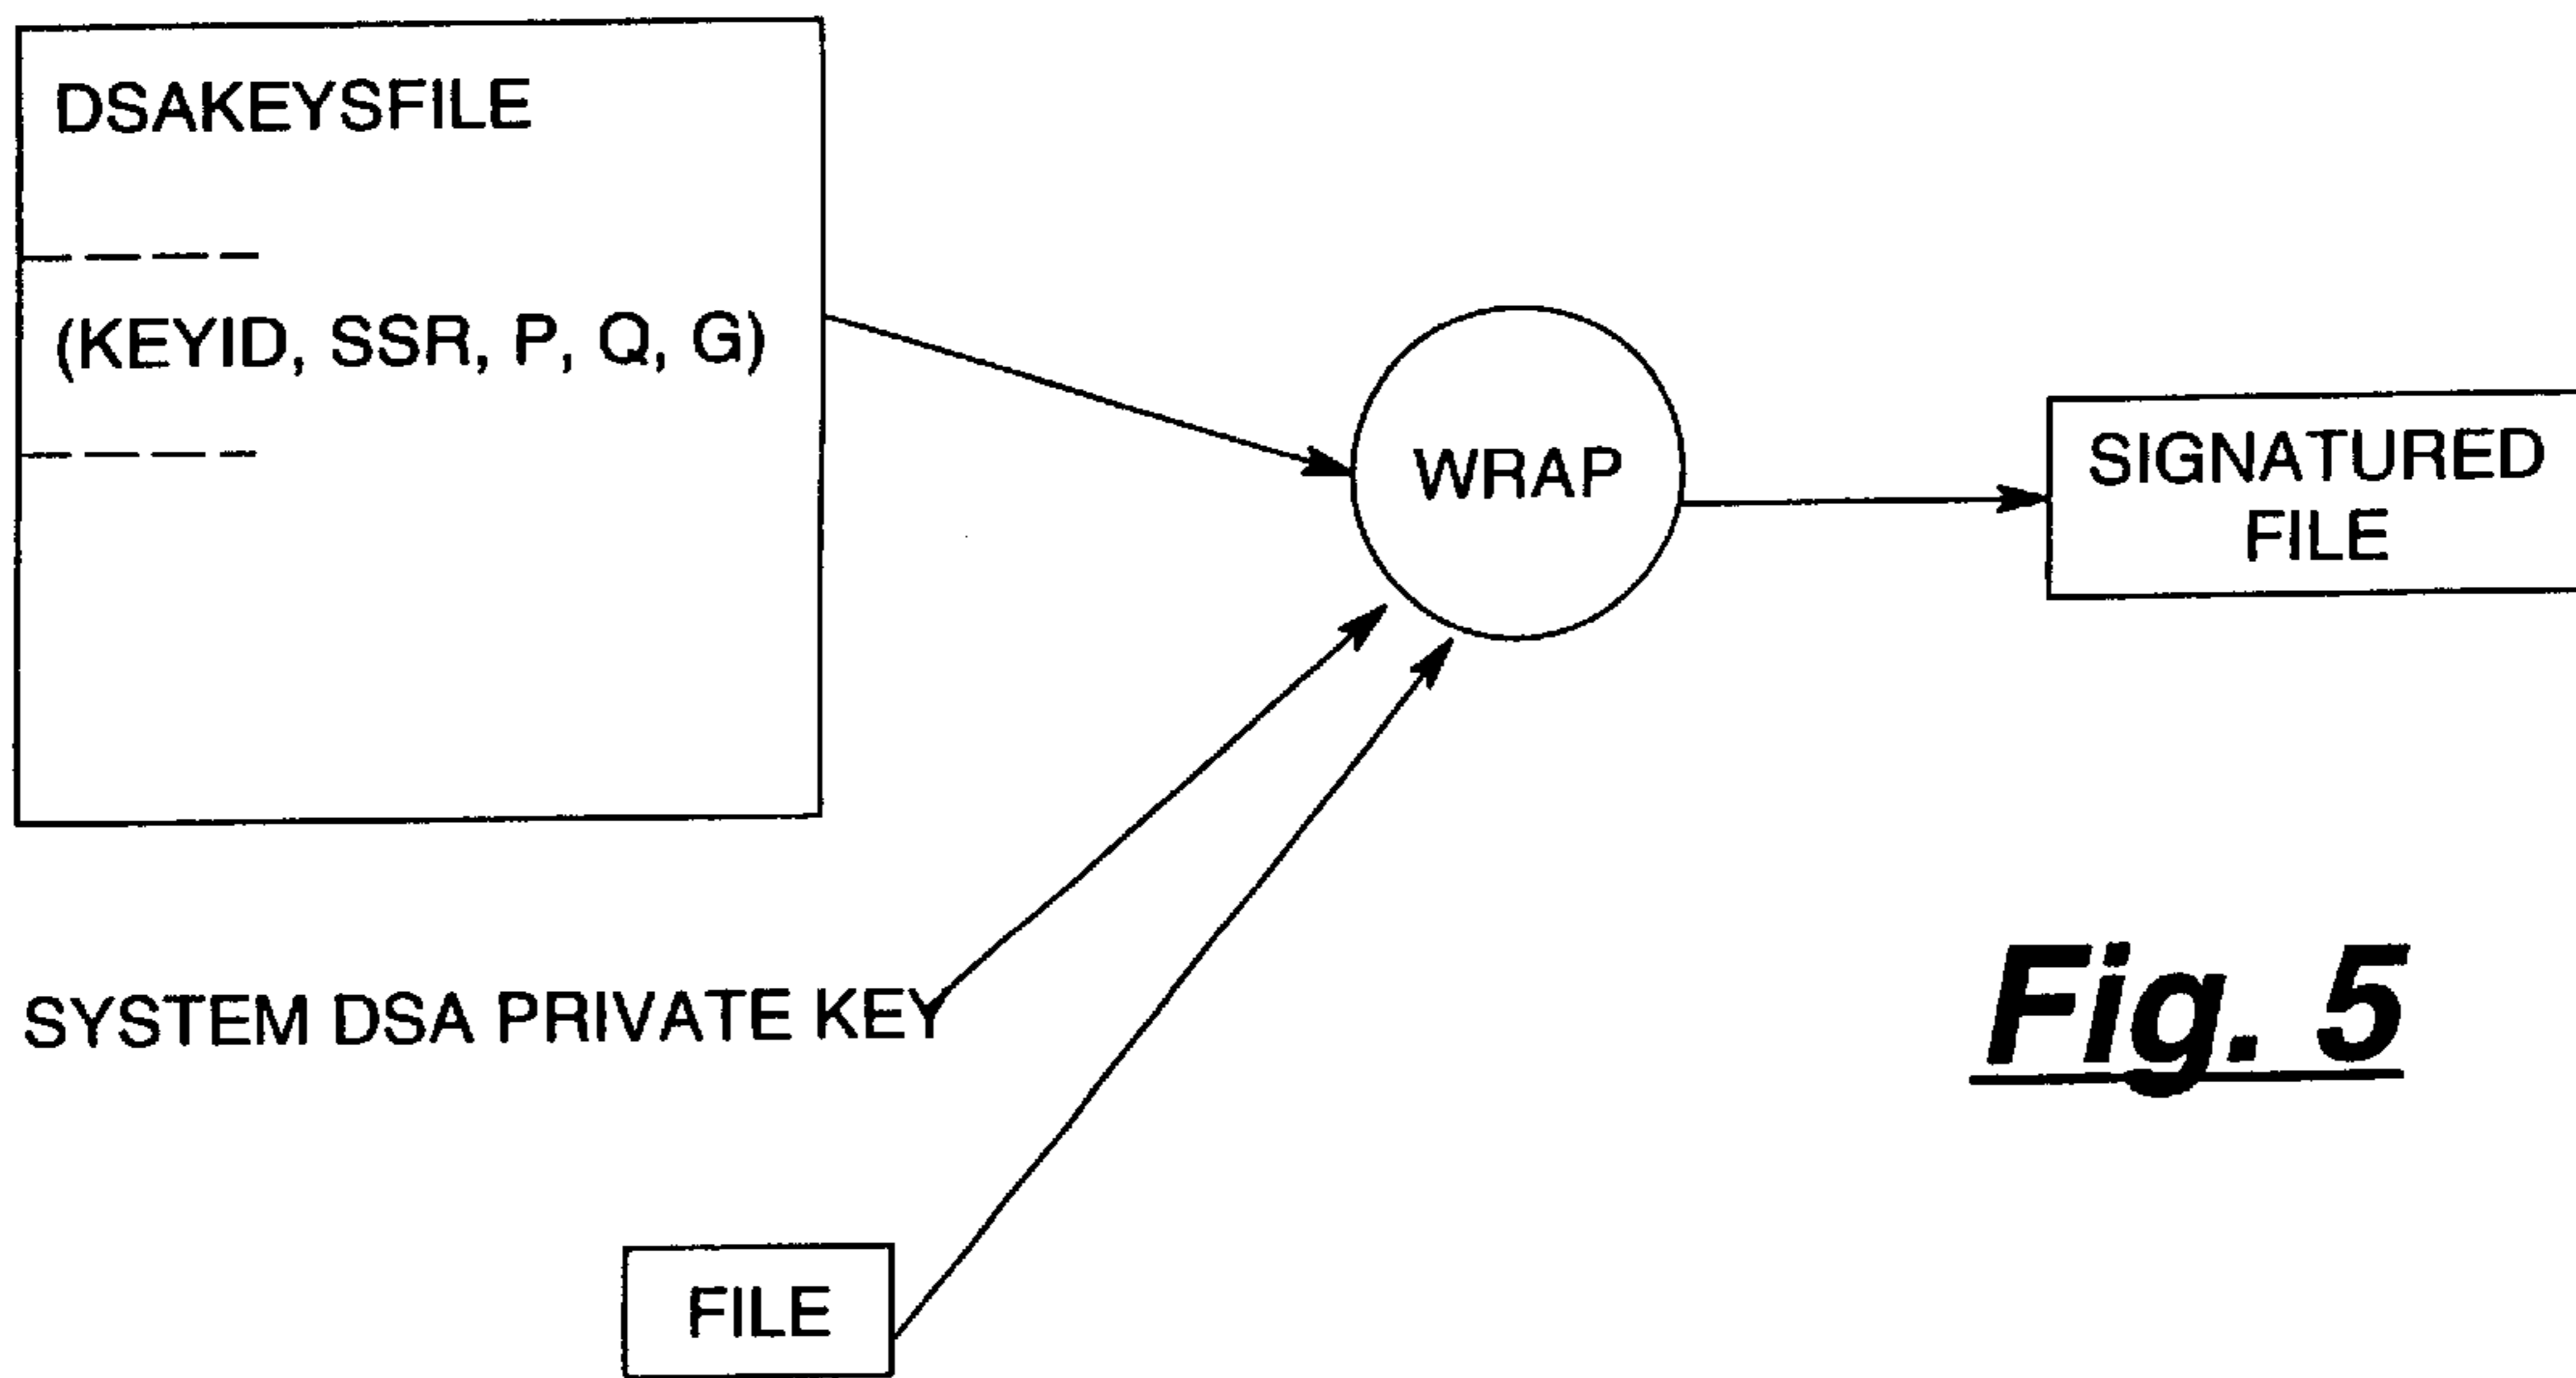 DSAKEYSFILE
(KEYID, SSR, P, Q, G)
WRAP
SIGNATURED
FILE
SYSTEM DSA PRIVATE KEY
FILE
Fig. 5